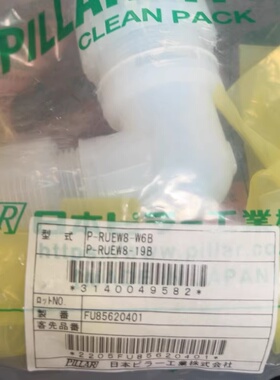 PILLAR
CLEAN PACK
型式 P-RUEW8-W6B
P-RUEW8-19B
*3140049582*
ロットNO
製番 FU85620401
客先品番
*2205FU85620401*
PILLAR 日本ピラー工業株式会社